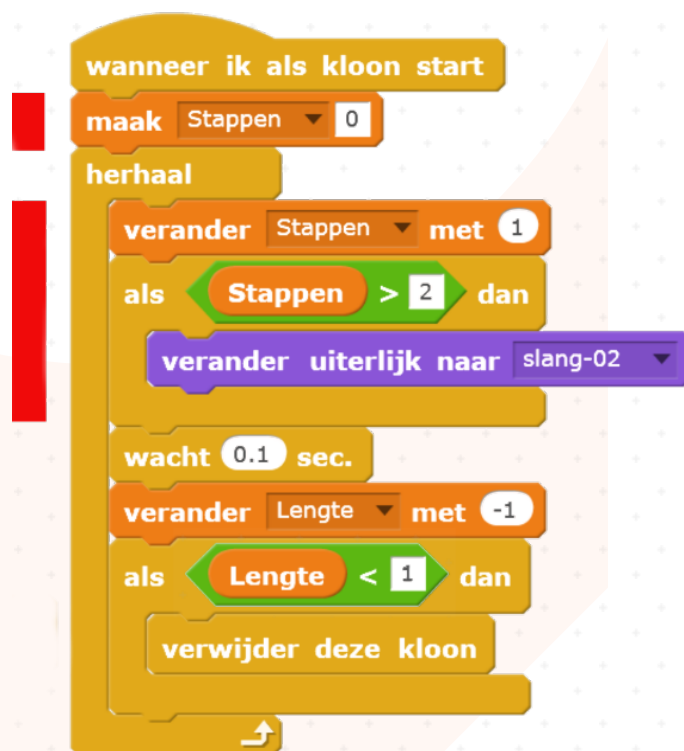 wanneer ik als kloon start
maak Stappen 0
herhaal
verander Stappen met 1
als Stappen > 2 dan
verander uiterlijk naar slang-02
wacht 0.1 sec.
verander Lengte met -1
als Lengte < 1 dan
verwijder deze kloon